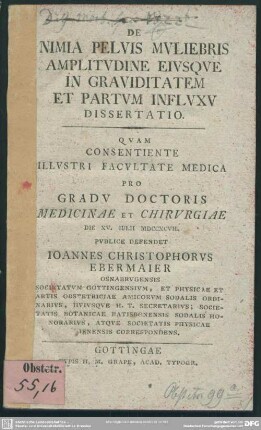 DE
NIMIA PELVIS MVLIEBRIS
AMPLITVDINE EIVSQVE
IN GRAVIDITATEM
ET PARTVM INFLVXV
DISSERTATIO.
QVAM
CONSENTIENTE
ILLVSTRI FACVLTATE MEDICA
PRO
GRADV DOCTORIS
MEDICINAE ET CHIRVRGIAE
DIE XV. IVLII MDCCXCVII.
PVBLICE DEFENDET
IOANNES CHRISTOPHORVS
EBERMAIER
OSNABRVGENSIS
SOCIETATVM GOTTINGENSIVM, ET PHYSICAE ET
ARTIS OBSTETRICIAE AMICORVM SODALIS ORDI-
NARIVS, HVIVSQVE H. T. SECRETARIVS; SOCIE-
TATIS BOTANICAE RATISBONENSIS SODALIS HO-
NORARIVS, ATQVE SOCIETATIS PHYSICAE
IENENSIS CORRESPONDENS.
GOTTINGAE
TYPIS H. M. GRAPE, ACAD. TYPOGR.
Obstetr.
55,16